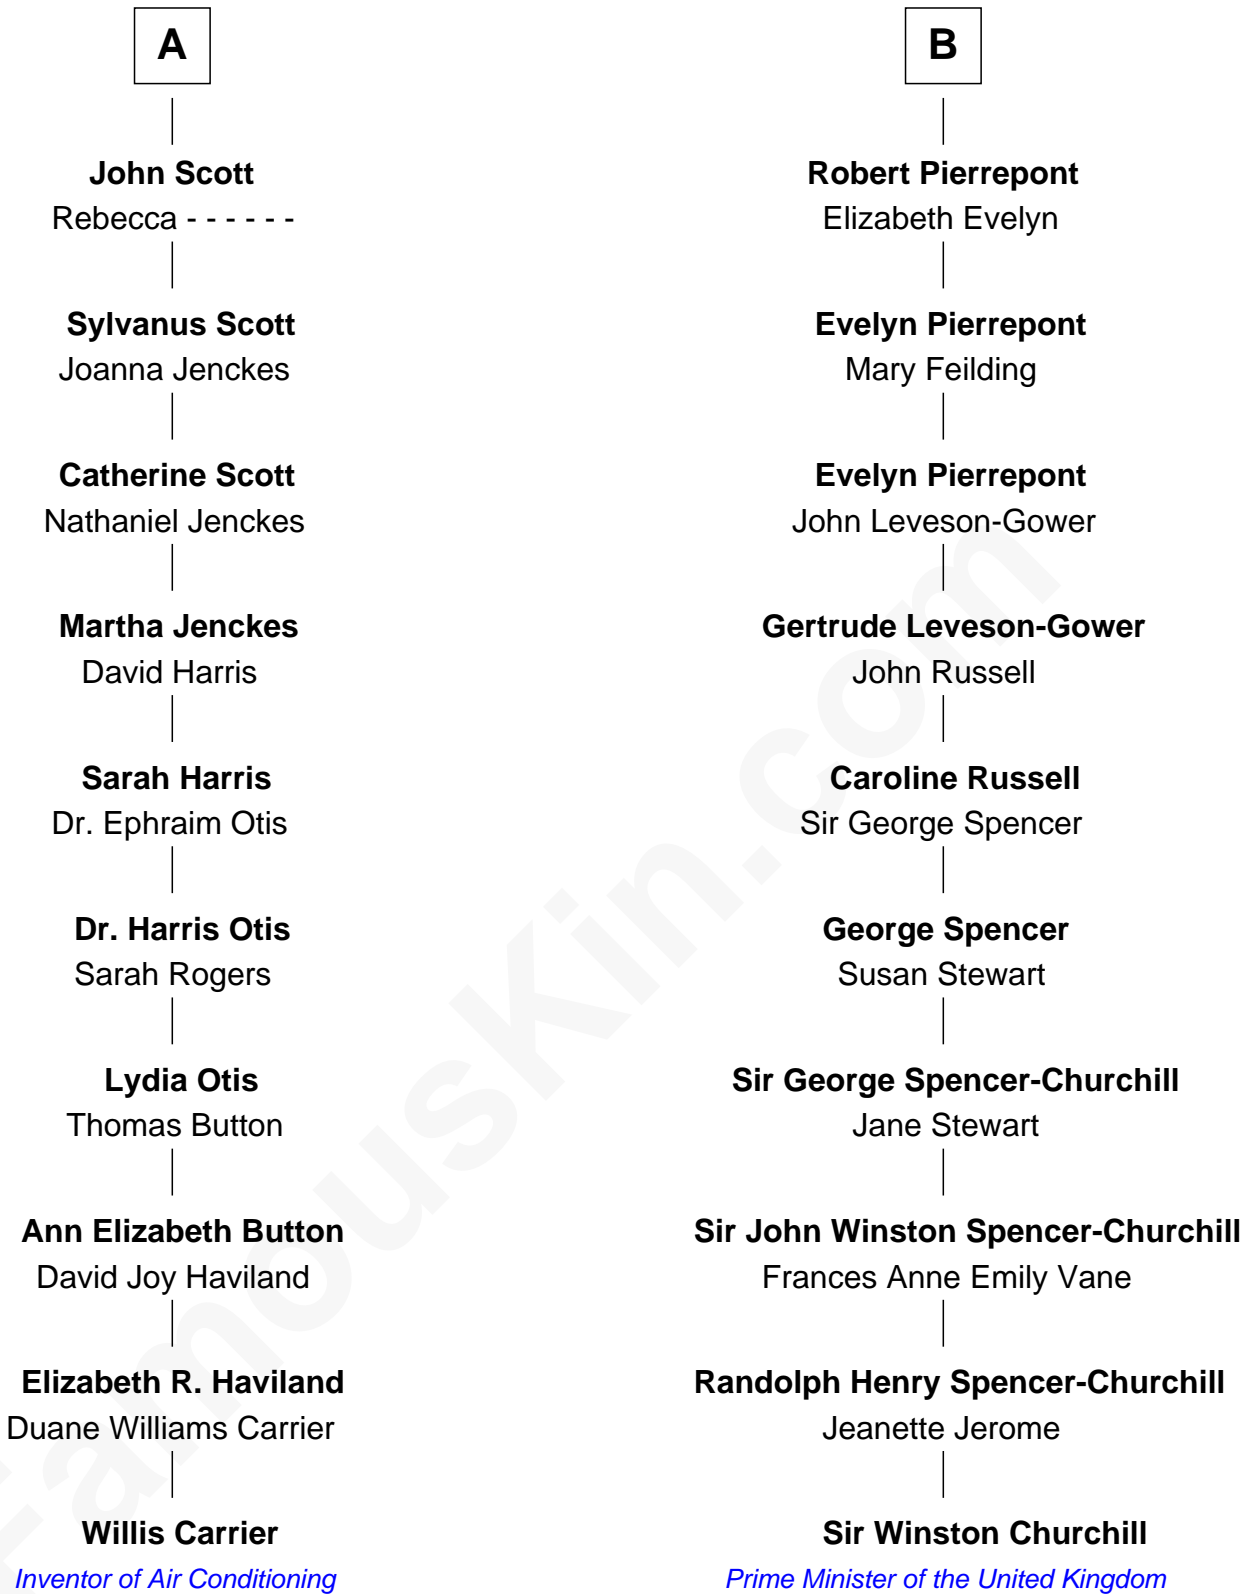 A
John Scott
Rebecca - - - - - -
Sylvanus Scott
Joanna Jenckes
Catherine Scott
Nathaniel Jenckes
Martha Jenckes
David Harris
Sarah Harris
Dr. Ephraim Otis
Dr. Harris Otis
Sarah Rogers
Lydia Otis
Thomas Button
Ann Elizabeth Button
David Joy Haviland
Elizabeth R. Haviland
Duane Williams Carrier
Willis Carrier
Inventor of Air Conditioning
B
Robert Pierrepont
Elizabeth Evelyn
Evelyn Pierrepont
Mary Feilding
Evelyn Pierrepont
John Leveson-Gower
Gertrude Leveson-Gower
John Russell
Caroline Russell
Sir George Spencer
George Spencer
Susan Stewart
Sir George Spencer-Churchill
Jane Stewart
Sir John Winston Spencer-Churchill
Frances Anne Emily Vane
Randolph Henry Spencer-Churchill
Jeanette Jerome
Sir Winston Churchill
Prime Minister of the United Kingdom
FamousKin.com